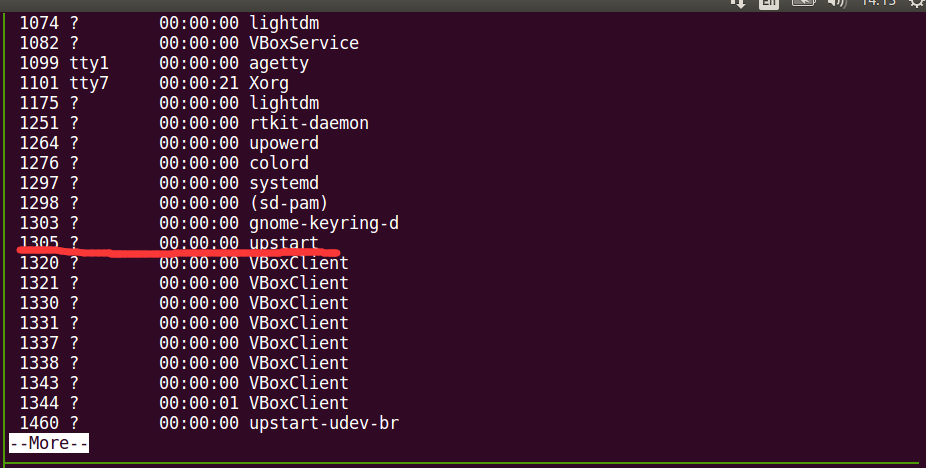 En 14:13
1074 ? 00:00:00 lightdm
1082 ? 00:00:00 VBoxService
1099 tty1 00:00:00 agetty
1101 tty7 00:00:21 Xorg
1175 ? 00:00:00 lightdm
1251 ? 00:00:00 rtkit-daemon
1264 ? 00:00:00 upowerd
1276 ? 00:00:00 colord
1297 ? 00:00:00 systemd
1298 ? 00:00:00 (sd-pam)
1303 ? 00:00:00 gnome-keyring-d
1305 ? 00:00:00 upstart
1320 ? 00:00:00 VBoxClient
1321 ? 00:00:00 VBoxClient
1330 ? 00:00:00 VBoxClient
1331 ? 00:00:00 VBoxClient
1337 ? 00:00:00 VBoxClient
1338 ? 00:00:00 VBoxClient
1343 ? 00:00:00 VBoxClient
1344 ? 00:00:01 VBoxClient
1460 ? 00:00:00 upstart-udev-br
--More--